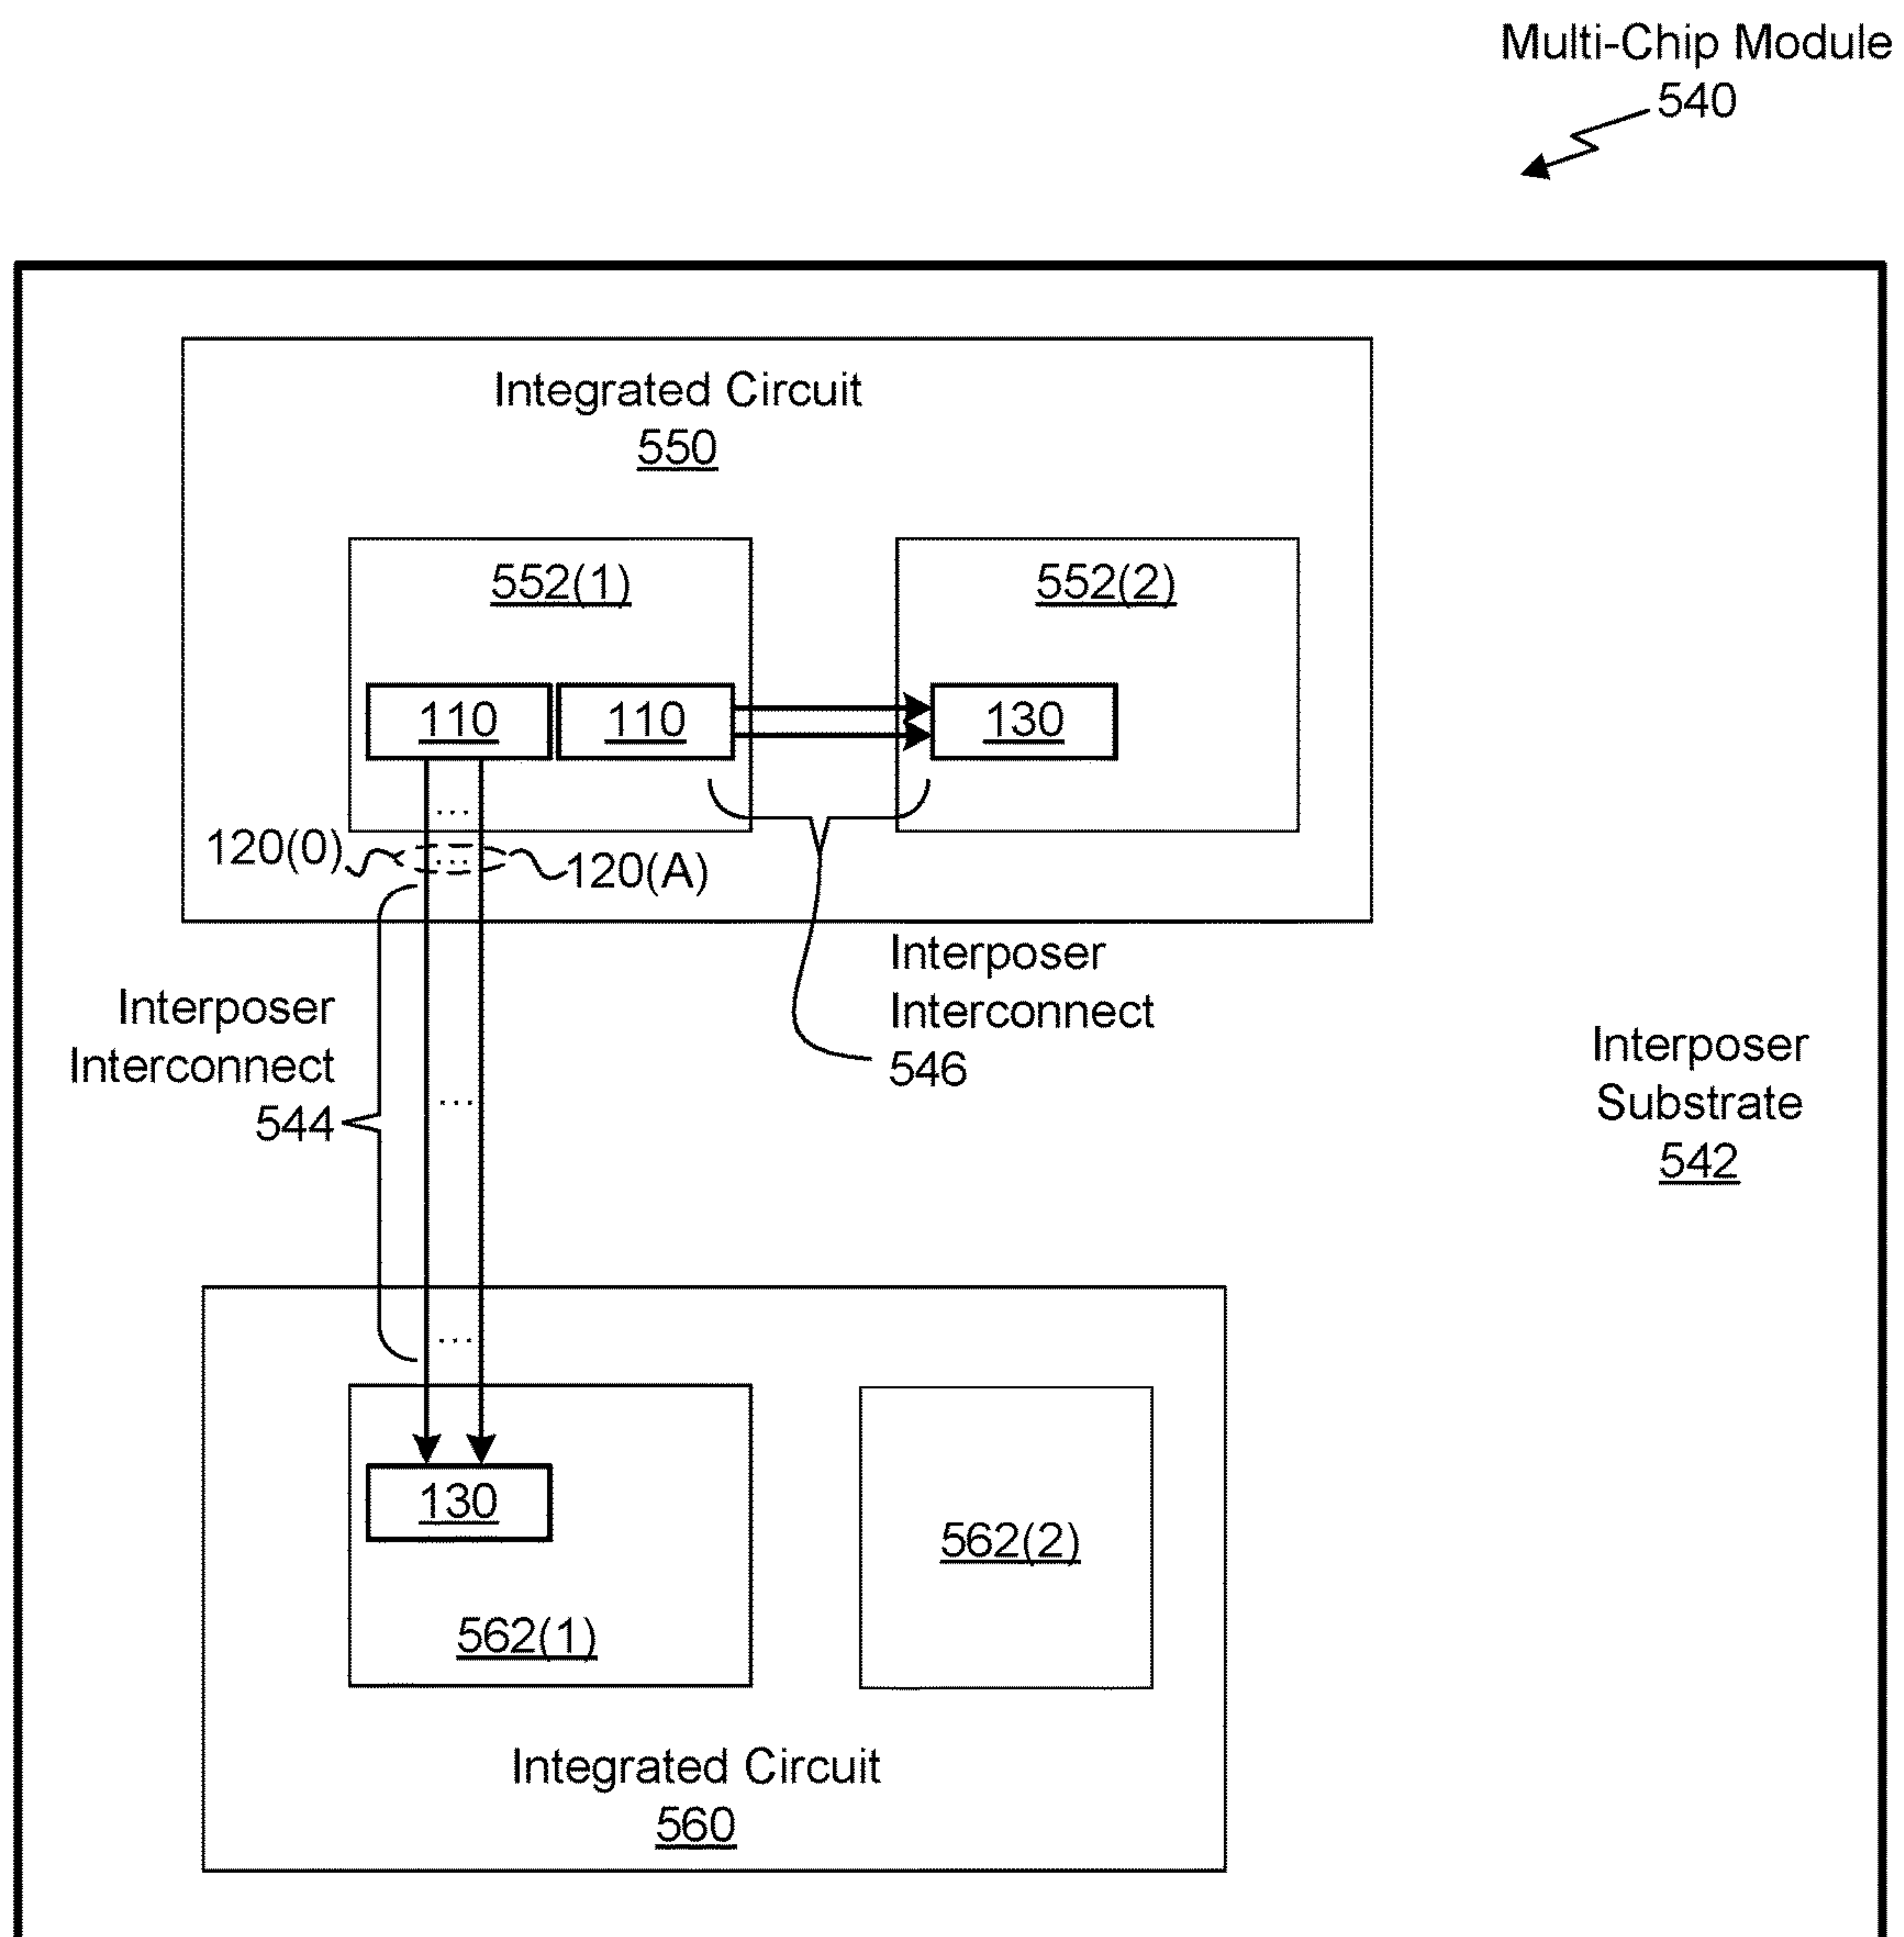 Multi-Chip Module
540
Integrated Circuit
550
552(1)
552(2)
110
110
130
...
120(0)
...
120(A)
Interposer
Interconnect
546
Interposer
Interconnect
544
...
Interposer
Substrate
542
...
130
562(1)
562(2)
Integrated Circuit
560